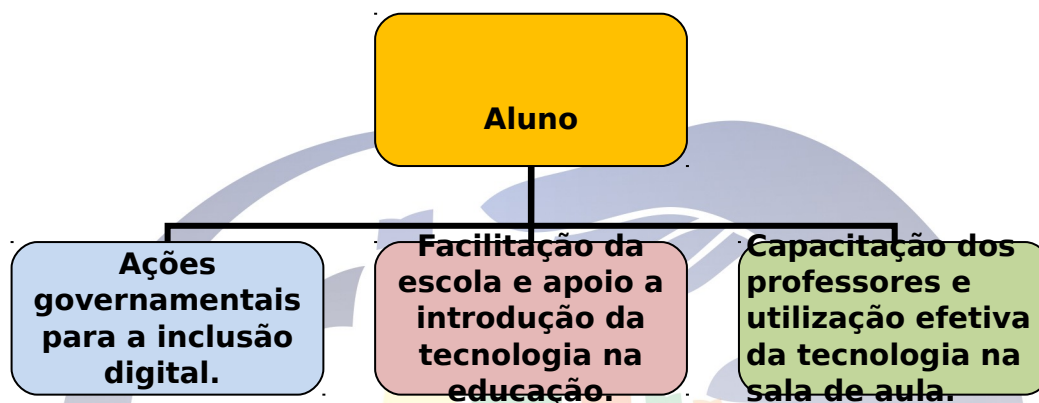 Aluno
Ações
governamentais
para a inclusão
digital.
Facilitação da
escola e apoio a
introdução da
tecnologia na
educação.
Capacitação dos
professores e
utilização efetiva
da tecnologia na
sala de aula.